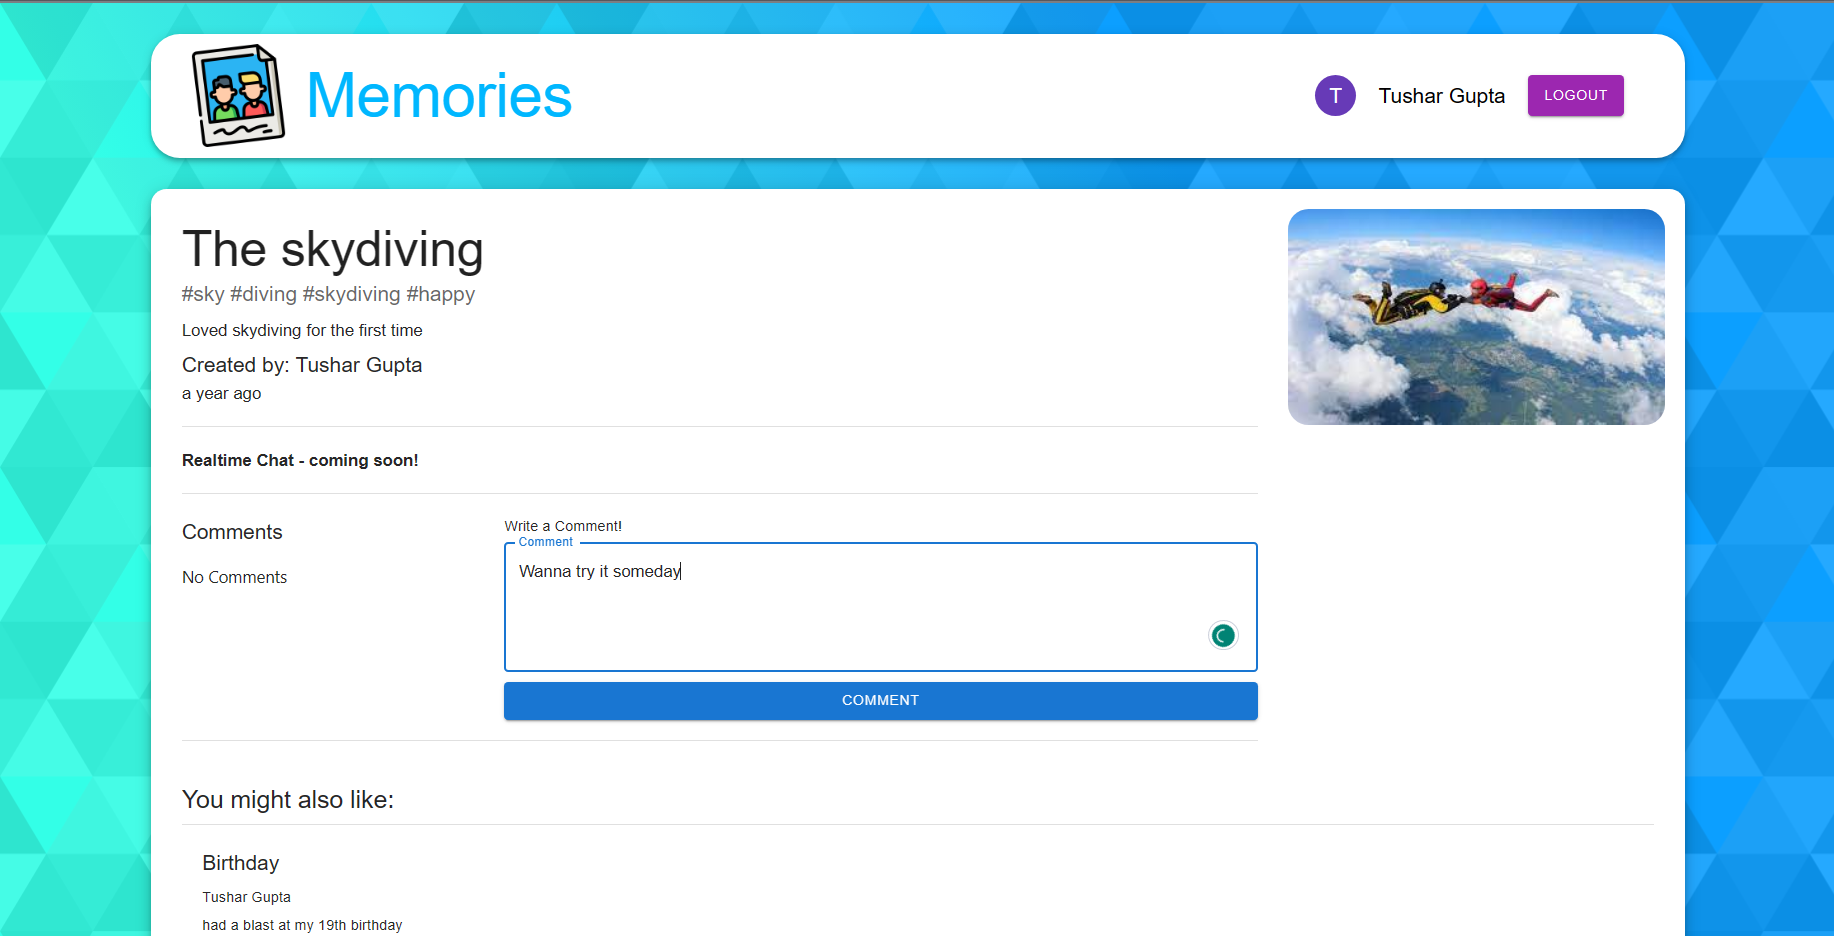 Memories
T
Tushar Gupta
LOGOUT
The skydiving
#sky #diving #skydiving #happy
Loved skydiving for the first time
Created by: Tushar Gupta
a year ago
Realtime Chat - coming soon!
Comments
No Comments
Write a Comment!
Comment
Wanna try it someday
COMMENT
You might also like:
Birthday
Tushar Gupta
had a blast at my 19th birthday